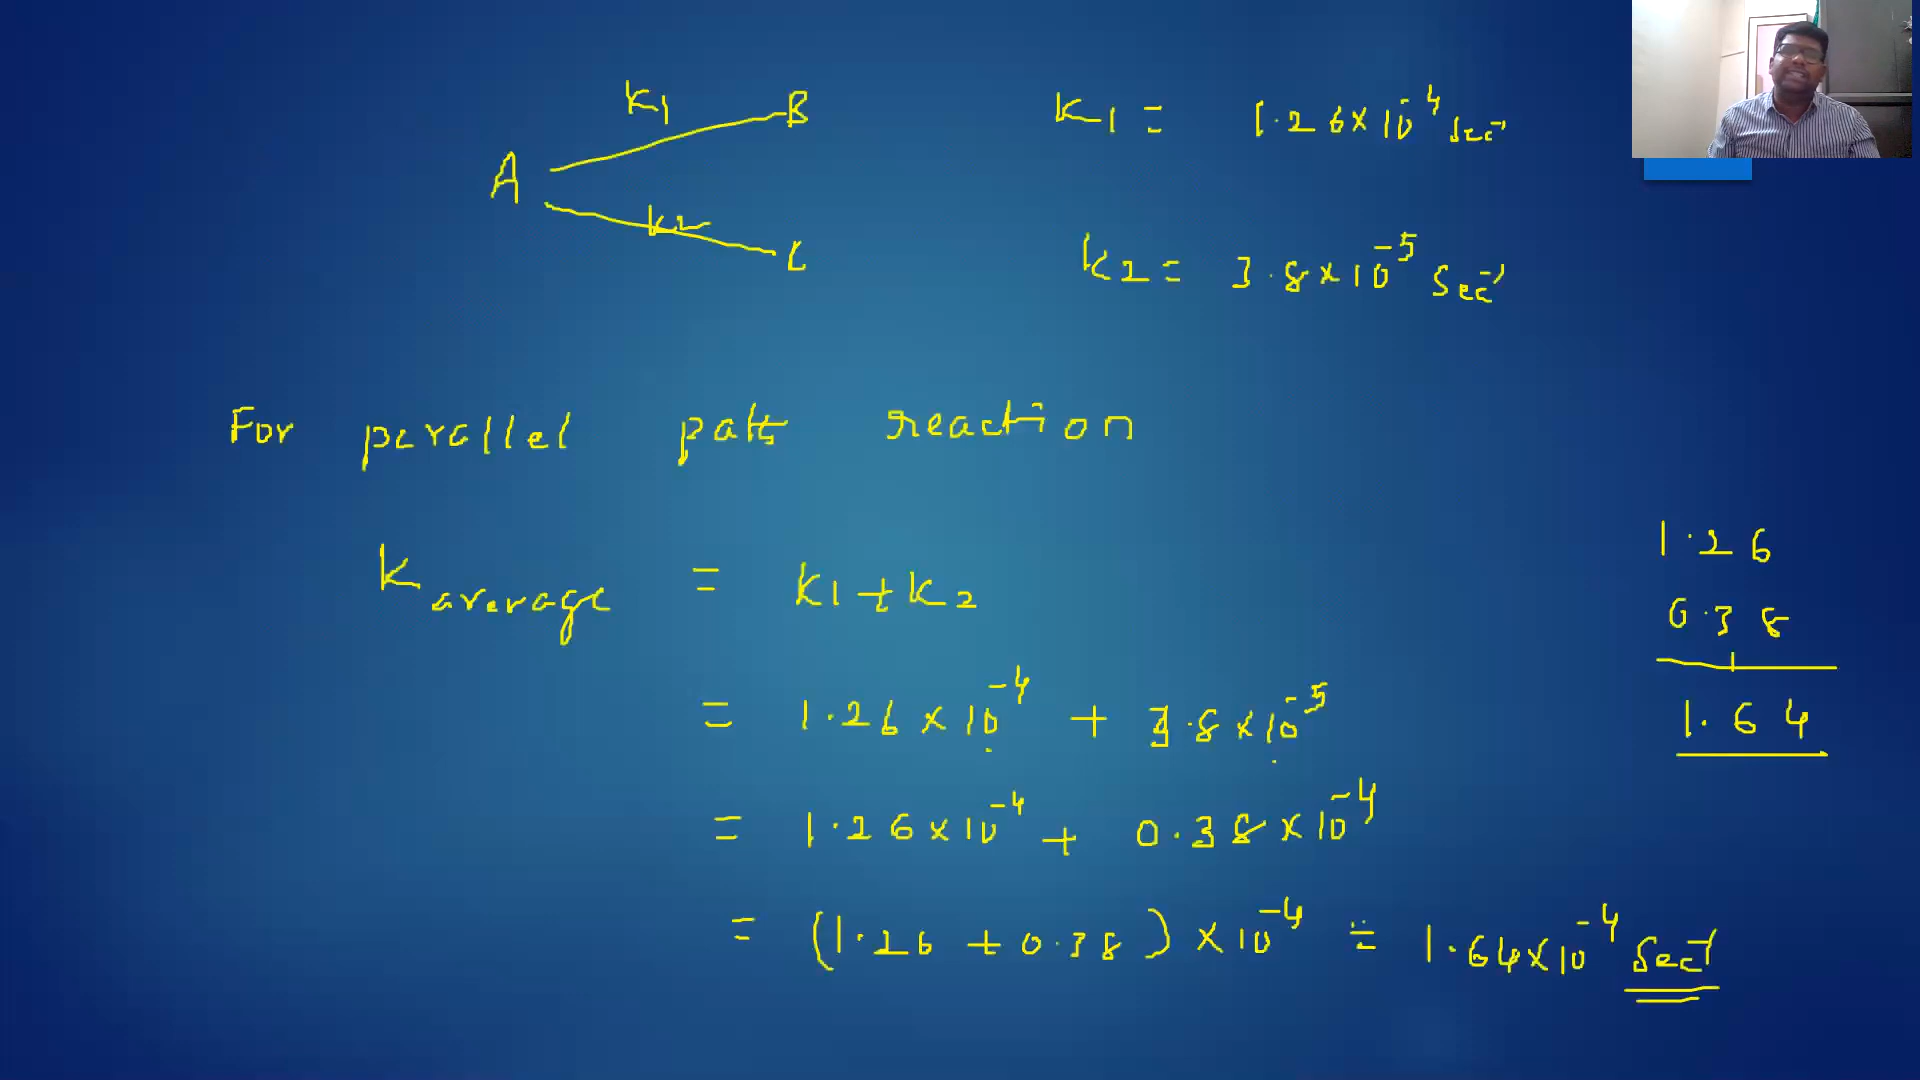 K1
B
K1 = 1.26×10⁻⁴ Sec⁻¹
A
K2
C
K2 = 3.8×10⁻⁵ Sec⁻¹
For parallel path reaction
K average = K1 + K2
= 1.26×10⁻⁴ + 3.8×10⁻⁵
= 1.26×10⁻⁴ + 0.38×10⁻⁴
= (1.26 + 0.38) ×10⁻⁴ = 1.64×10⁻⁴ Sec⁻¹
1.26
0.38
1.64